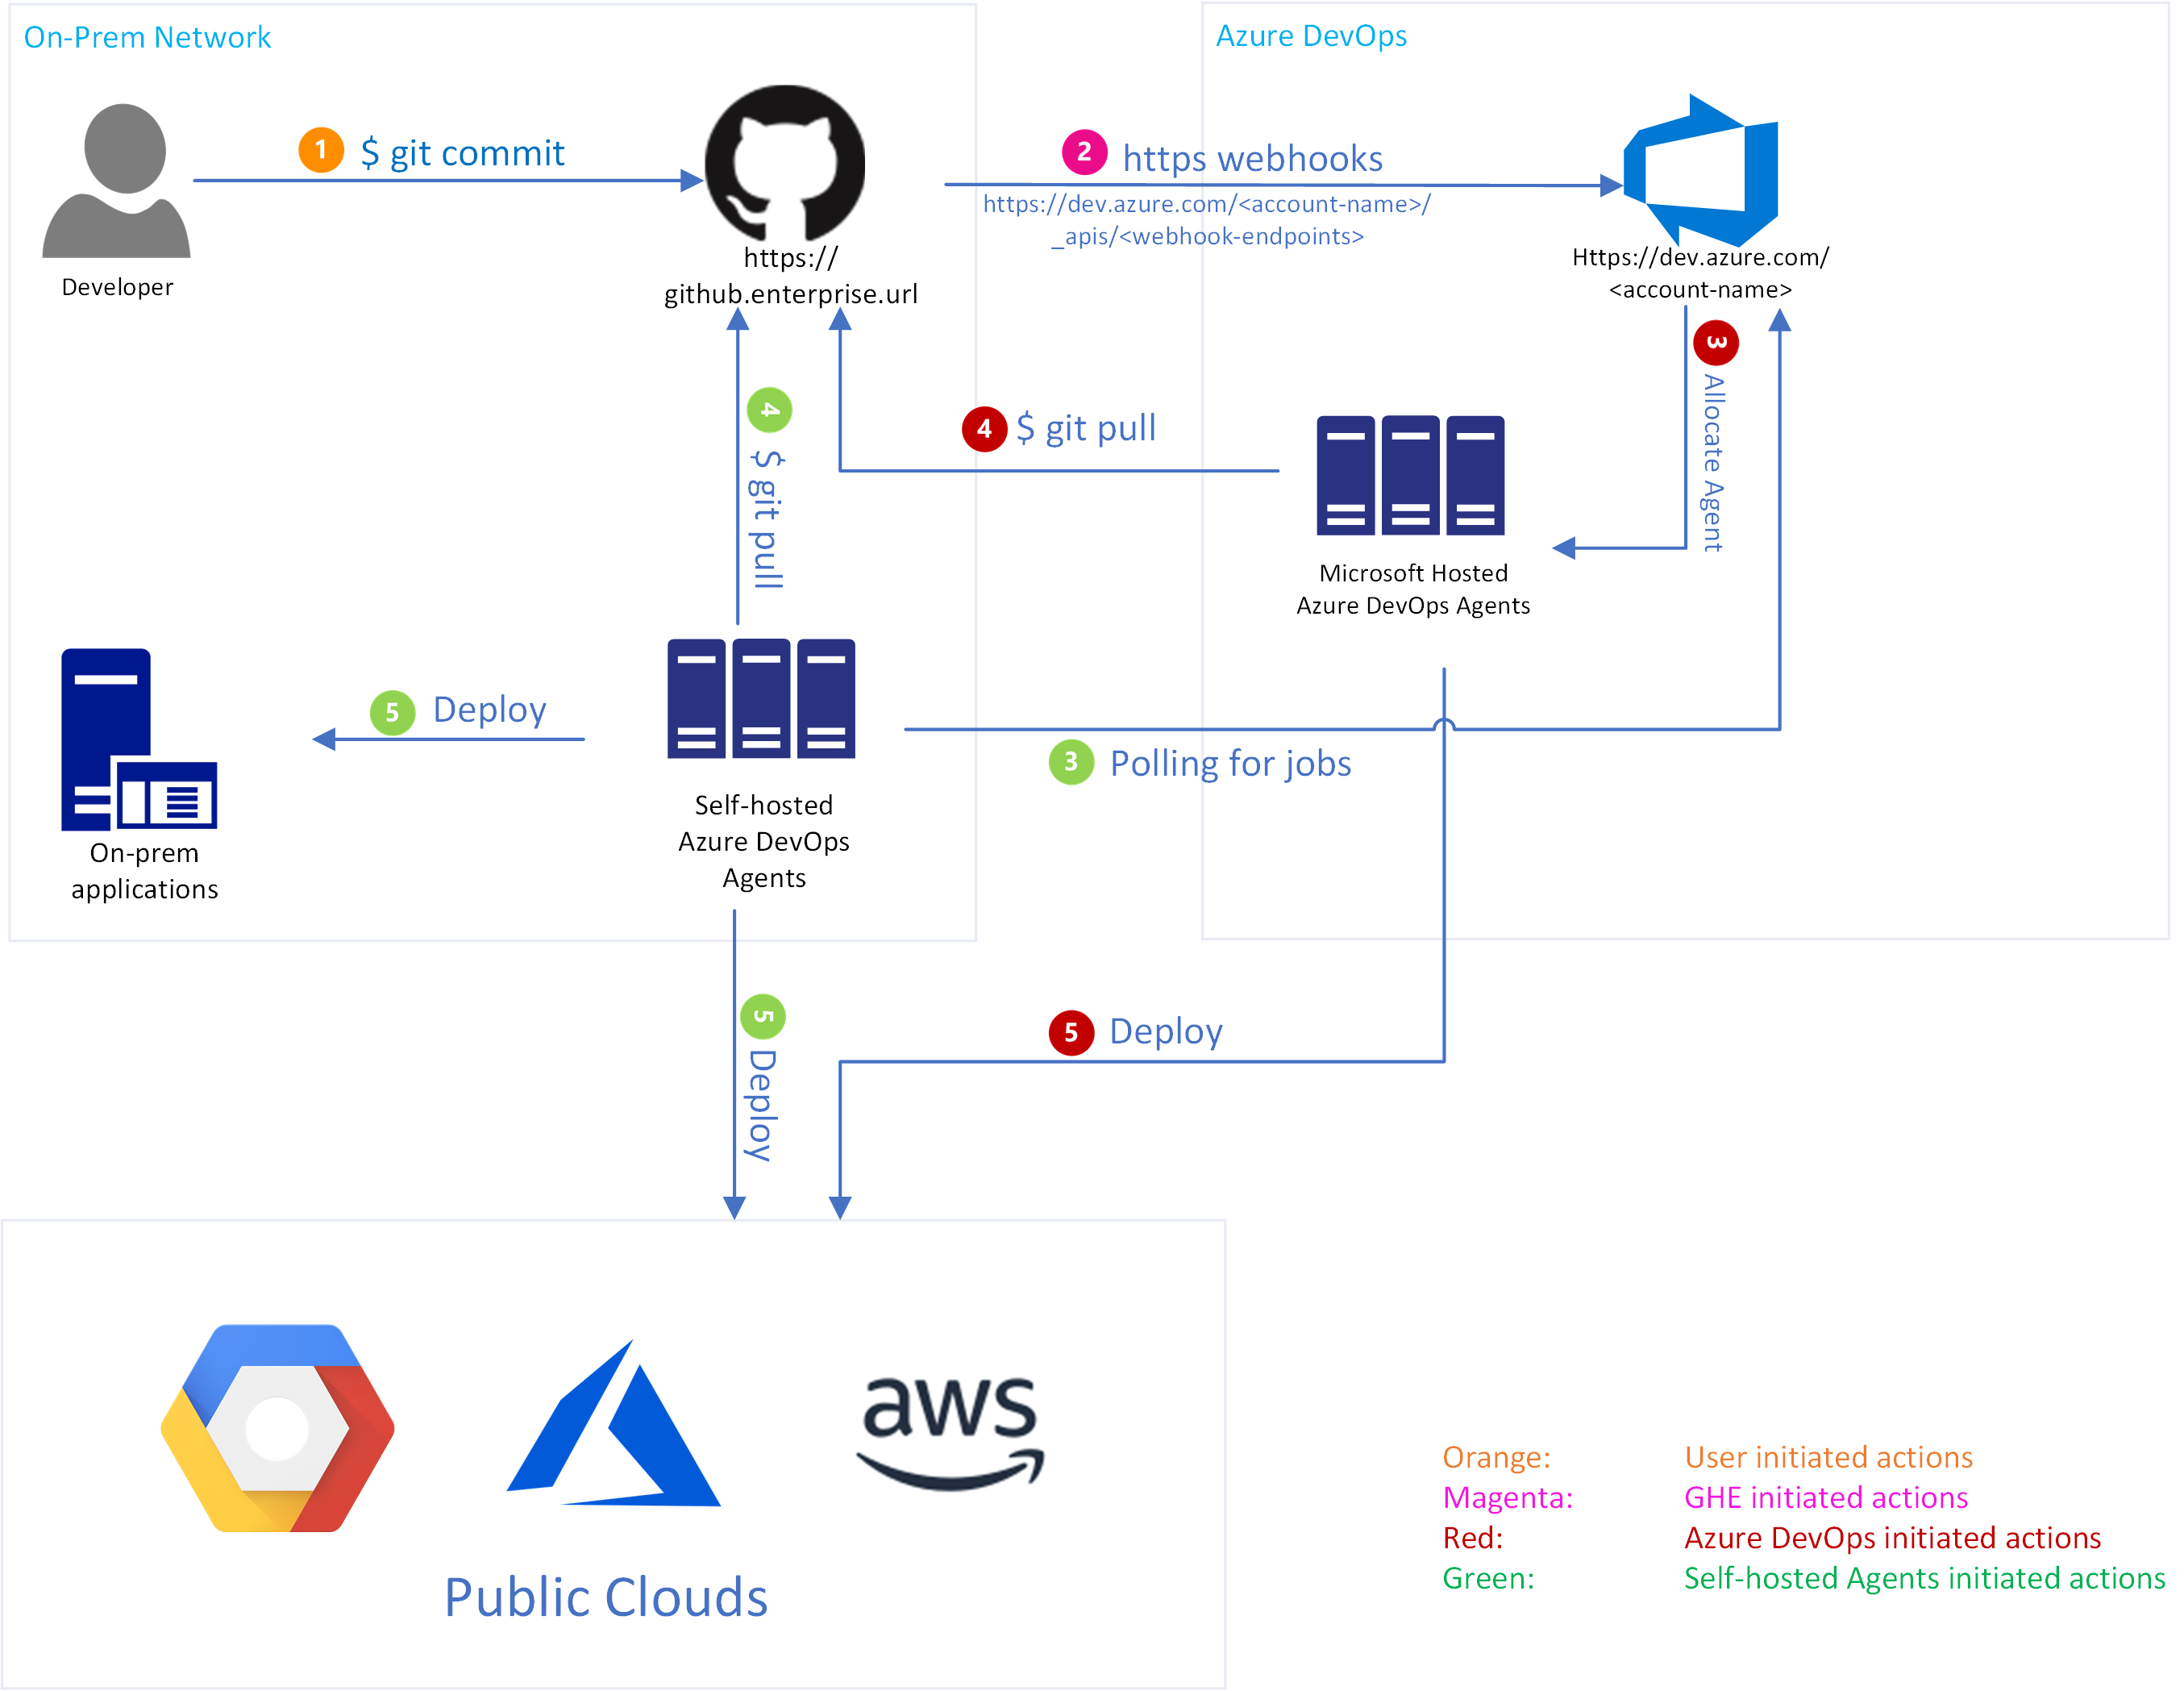 On-Prem Network
Azure DevOps
1 $ git commit
2 https webhooks
https://dev.azure.com/<account-name>/
_apis/<webhook-endpoints>
Developer
https://
github.enterprise.url
Https://dev.azure.com/
<account-name>
3 Allocate Agent
4 $ git pull
4 $ git pull
Microsoft Hosted
Azure DevOps Agents
5 Deploy
3 Polling for jobs
Self-hosted
Azure DevOps
Agents
On-prem
applications
5 Deploy
5 Deploy
aws
Public Clouds
Orange: User initiated actions
Magenta: GHE initiated actions
Red: Azure DevOps initiated actions
Green: Self-hosted Agents initiated actions